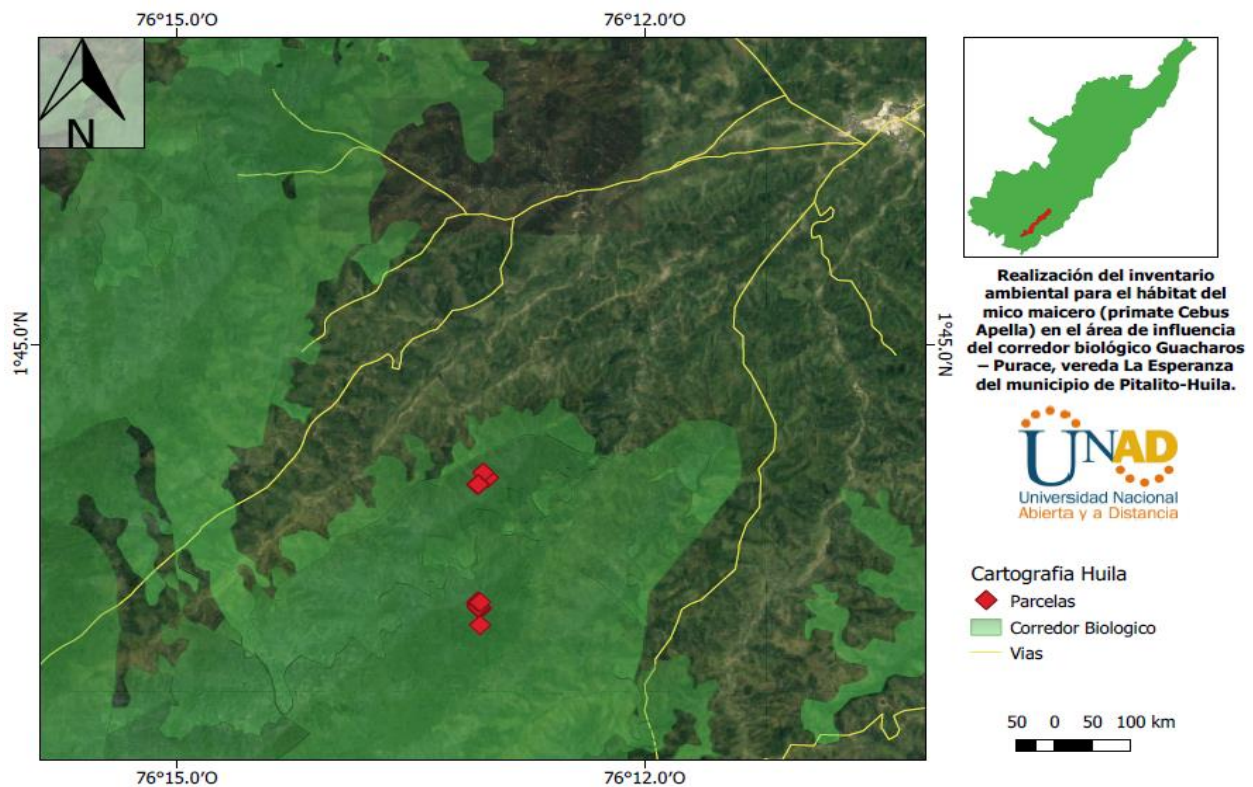 76°15.0'O
76°12.0'O
N
1°45.0'N
1°45.0'N
76°15.0'O
76°12.0'O
Realización del inventario
ambiental para el hábitat del
mico maicero (primate Cebus
Apella) en el área de influencia
del corredor biológico Guacharos
– Purace, vereda La Esperanza
del municipio de Pitalito-Huila.
UNAD
Universidad Nacional
Abierta y a Distancia
Cartografia Huila
Parcelas
Corredor Biologico
Vias
50 0 50 100 km